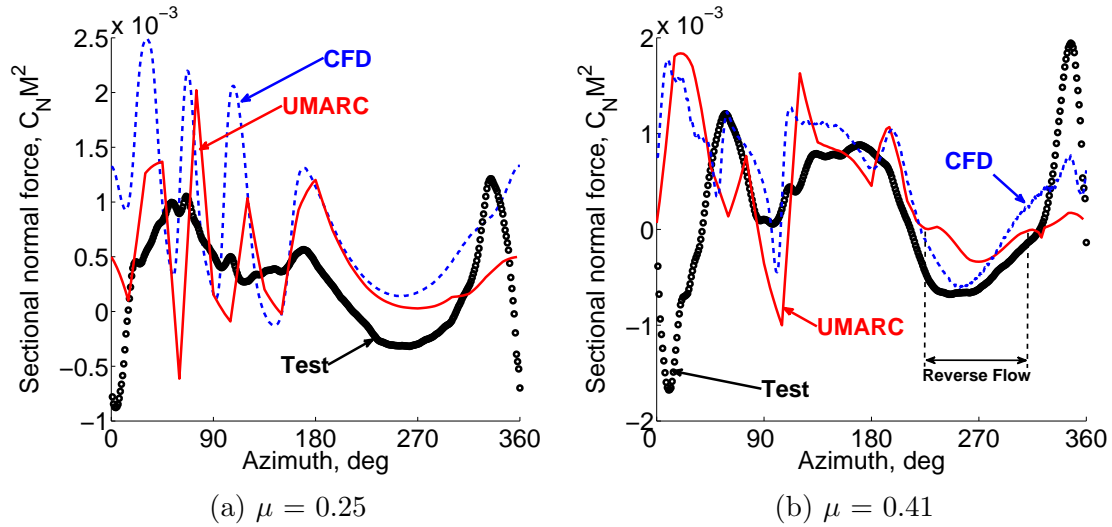 x 10⁻³
Sectional normal force, C_N M²
2.5
2
1.5
1
0.5
0
−0.5
−1
0 90 180 270 360
Azimuth, deg
CFD
UMARC
Test
(a) μ = 0.25
x 10⁻³
Sectional normal force, C_N M²
2
1
0
−1
−2
0 90 180 270 360
Azimuth, deg
CFD
UMARC
Reverse Flow
Test
(b) μ = 0.41